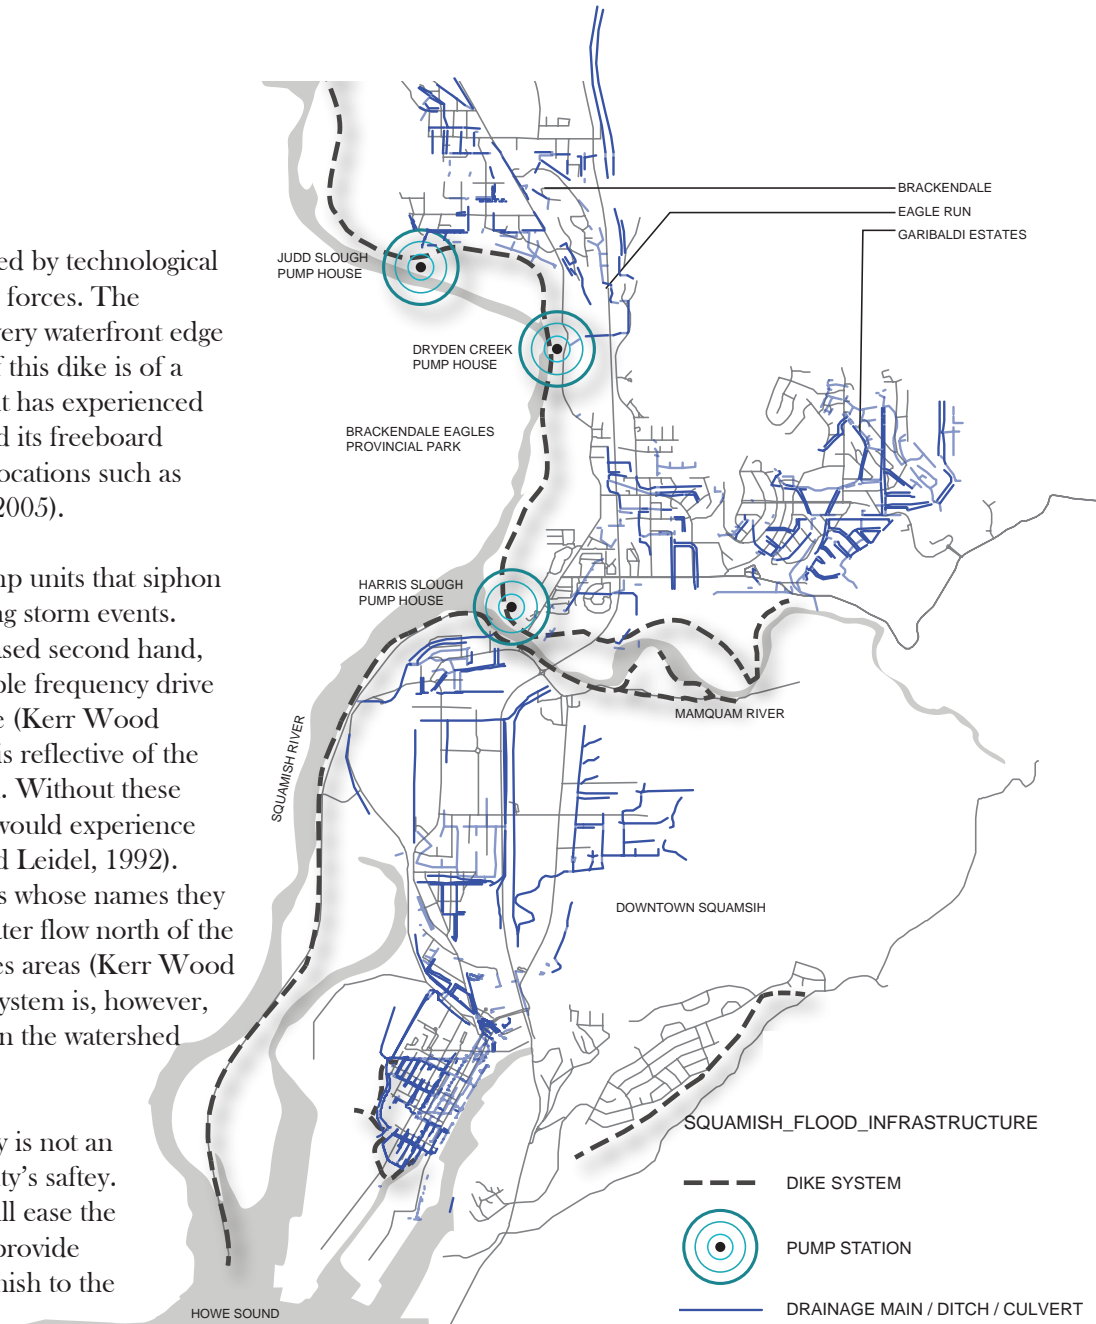 ed by technological
forces. The
very waterfront edge
f this dike is of a
t has experienced
d its freeboard
ocations such as
2005).
np units that siphon
ng storm events.
ased second hand,
ble frequency drive
e (Kerr Wood
is reflective of the
. Without these
would experience
d Leidel, 1992).
s whose names they
ater flow north of the
es areas (Kerr Wood
system is, however,
n the watershed
y is not an
ty's saftey.
ll ease the
provide
nish to the
BRACKENDALE
EAGLE RUN
GARIBALDI ESTATES
JUDD SLOUGH
PUMP HOUSE
DRYDEN CREEK
PUMP HOUSE
BRACKENDALE EAGLES
PROVINCIAL PARK
HARRIS SLOUGH
PUMP HOUSE
MAMQUAM RIVER
SQUAMISH RIVER
DOWNTOWN SQUAMSIH
HOWE SOUND
SQUAMISH_FLOOD_INFRASTRUCTURE
DIKE SYSTEM
PUMP STATION
DRAINAGE MAIN / DITCH / CULVERT